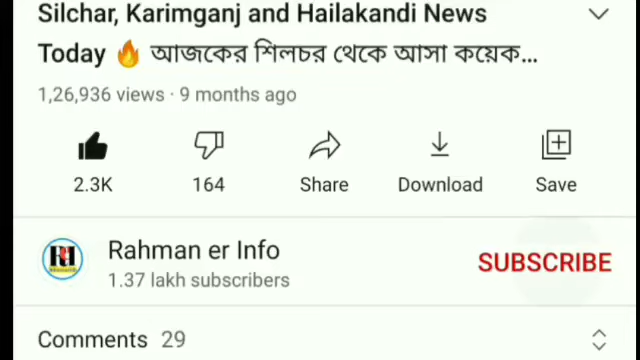 Silchar, Karimganj and Hailakandi News
Today 🔥 আজকের শিলচর থেকে আসা কয়েক...
1,26,936 views · 9 months ago
2.3K 164 Share Download Save
Rahman er Info
SUBSCRIBE
1.37 lakh subscribers
Comments 29